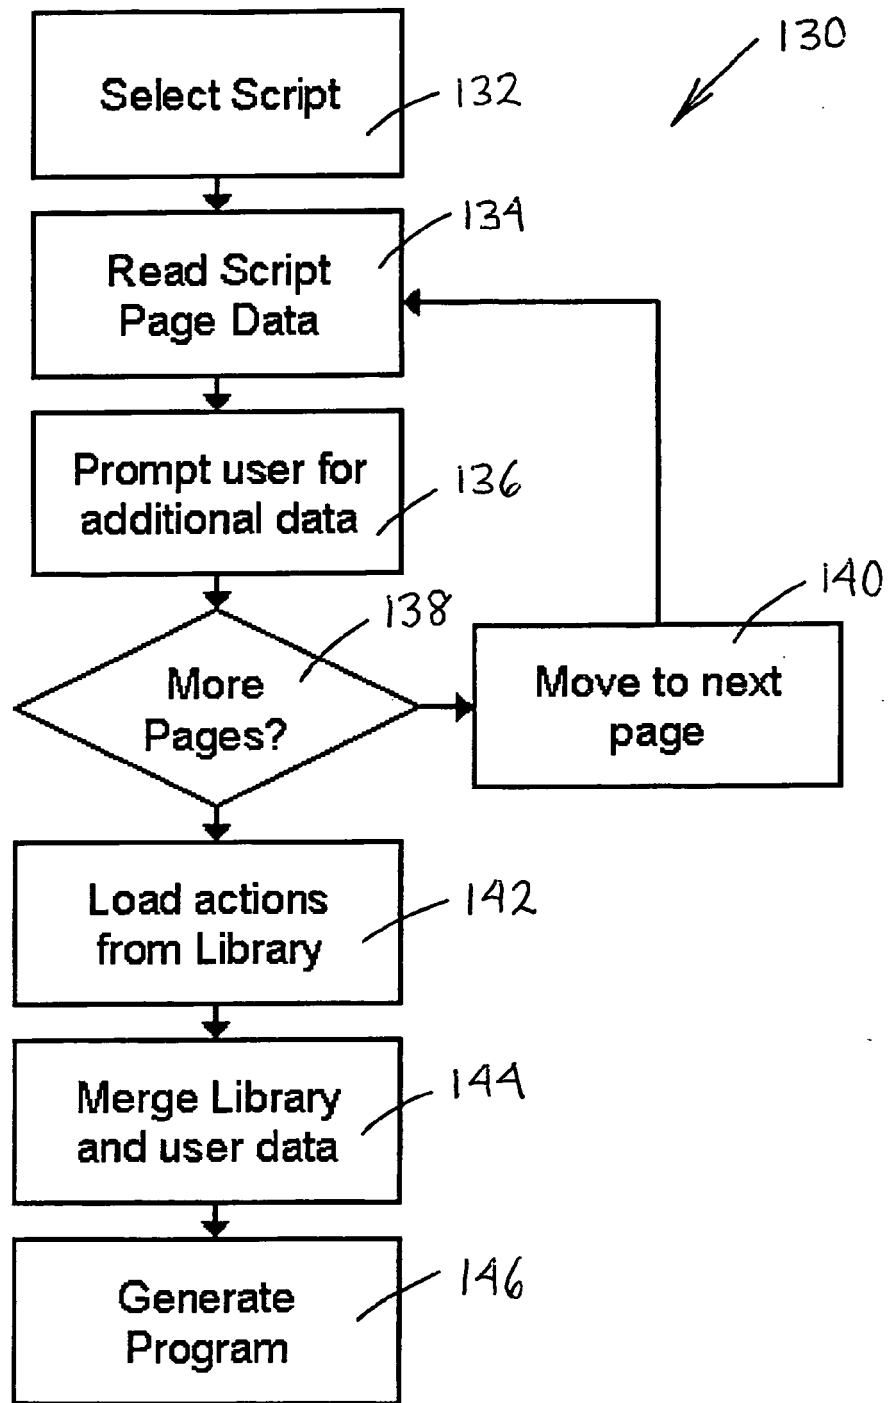 130
Select Script
132
134
Read Script
Page Data
Prompt user for
additional data
136
138
More
Pages?
140
Move to next
page
Load actions
from Library
142
Merge Library
and user data
144
Generate
Program
146